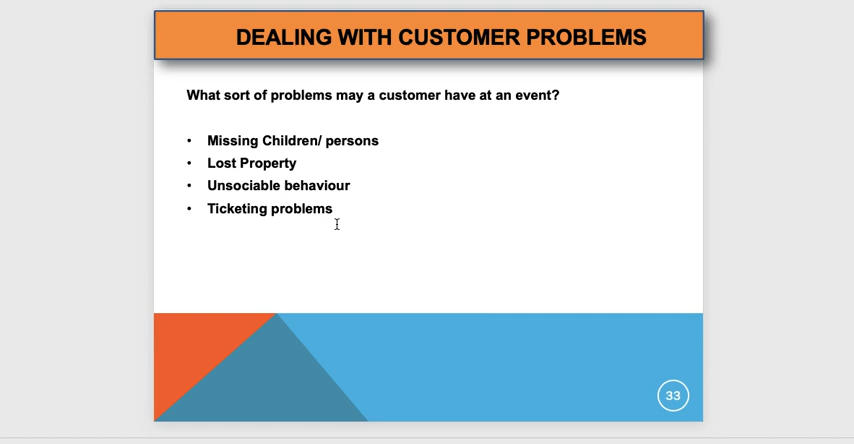 DEALING WITH CUSTOMER PROBLEMS
What sort of problems may a customer have at an event?
• Missing Children/ persons
• Lost Property
• Unsociable behaviour
• Ticketing problems
33